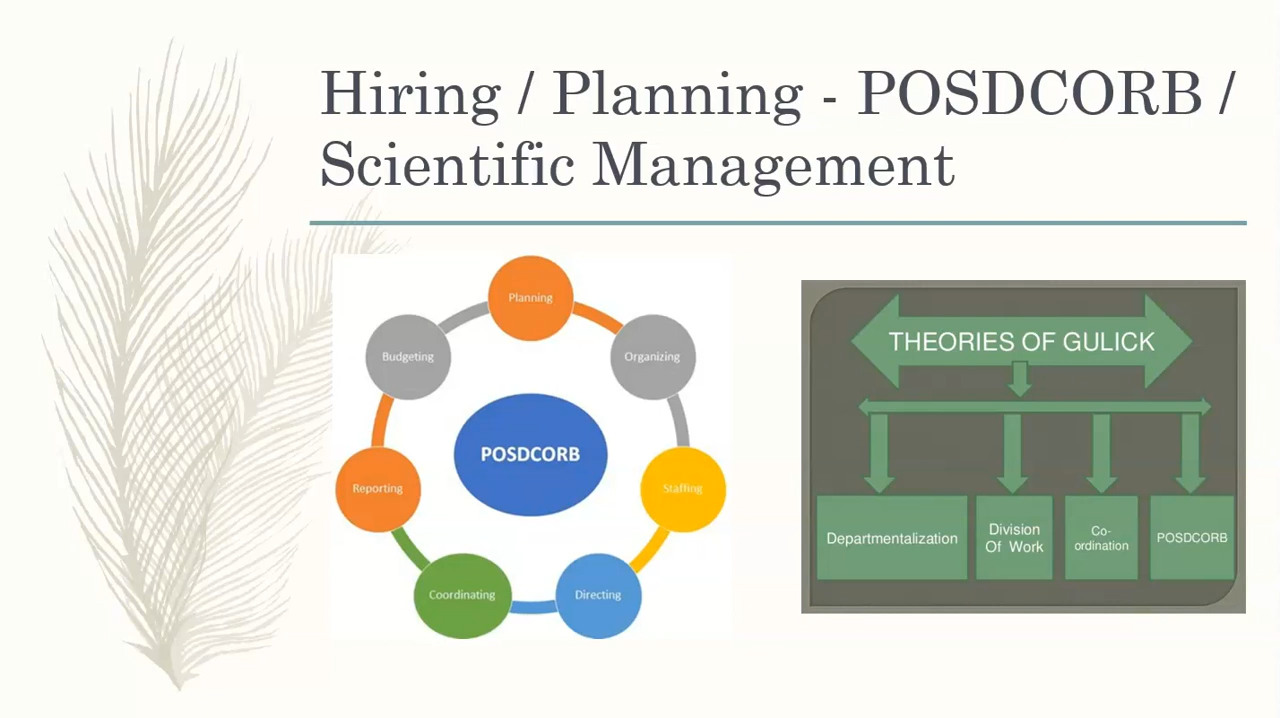 Hiring / Planning - POSDCORB /
Scientific Management
Planning
Budgeting
Organizing
POSDCORB
Reporting
Staffing
Coordinating
Directing
THEORIES OF GULICK
Departmentalization
Division
Of Work
Co-
ordination
POSDCORB